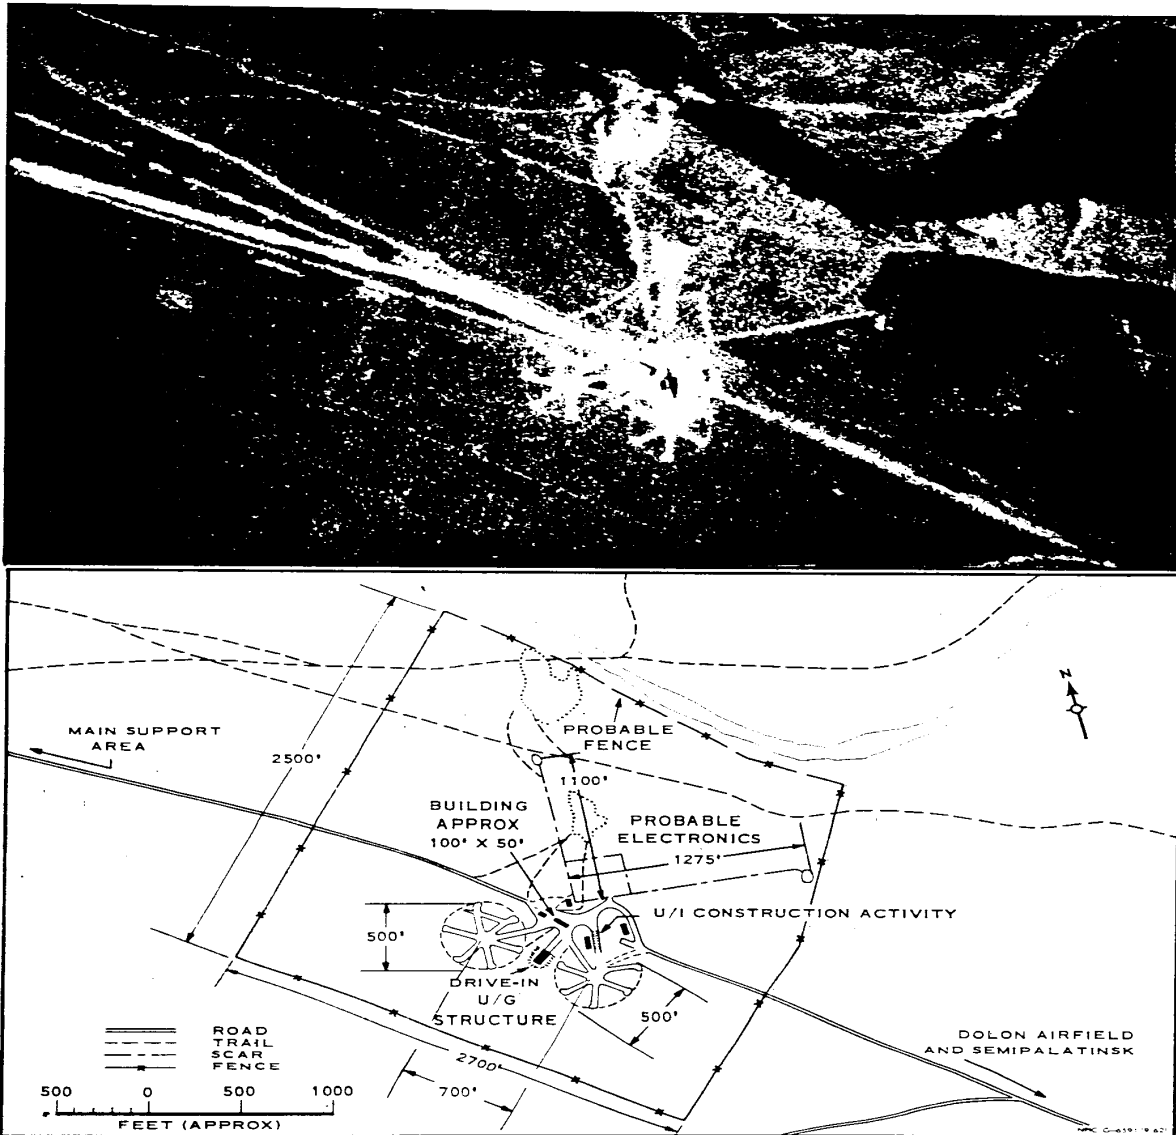 N
MAIN SUPPORT
AREA
2500'
PROBABLE
FENCE
1100'
BUILDING
APPROX
100' X 50'
PROBABLE
ELECTRONICS
1275'
U/I CONSTRUCTION ACTIVITY
500'
DRIVE-IN
U/G
STRUCTURE
500'
ROAD
TRAIL
SCAR
FENCE
2700'
700'
DOLON AIRFIELD
AND SEMIPALATINSK
500 0 500 1000
FEET (APPROX)